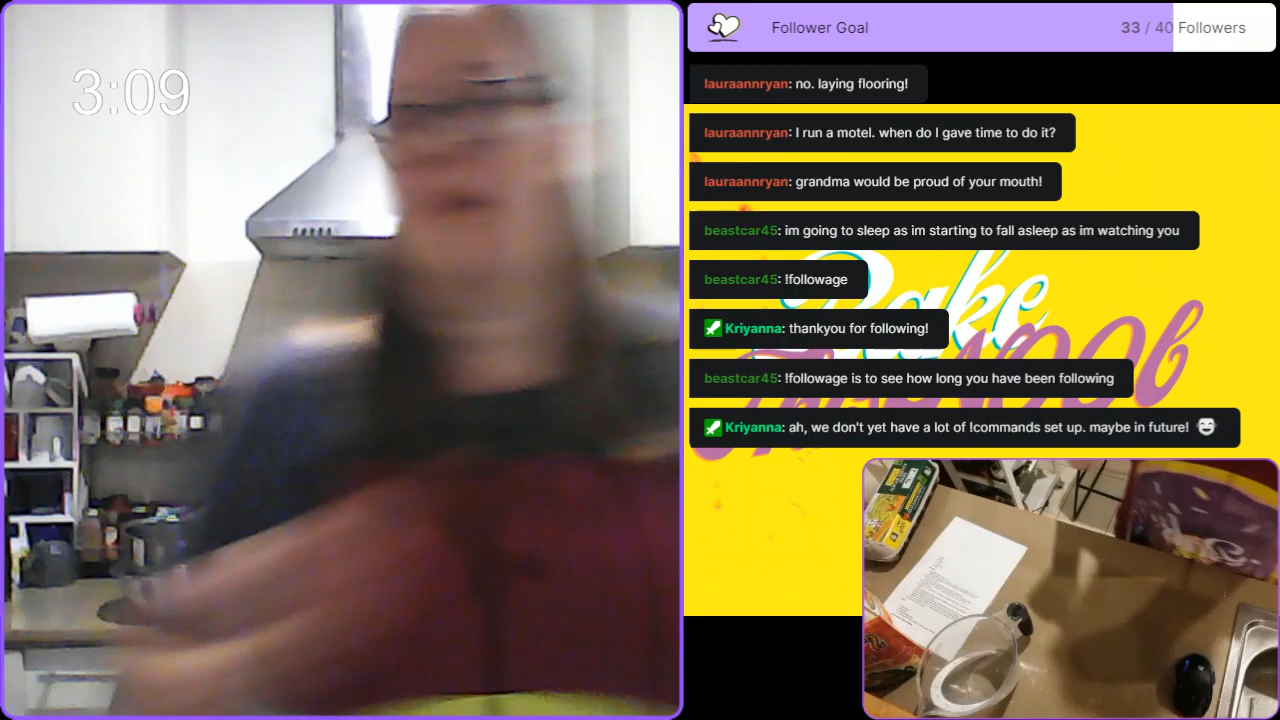 3:09
Follower Goal
33 / 40 Followers
lauraannryan: no. laying flooring!
lauraannryan: I run a motel. when do I gave time to do it?
lauraannryan: grandma would be proud of your mouth!
beastcar45: im going to sleep as im starting to fall asleep as im watching you
beastcar45: !followage
Kriyanna: thankyou for following!
beastcar45: !followage is to see how long you have been following
Kriyanna: ah, we don't yet have a lot of !commands set up. maybe in future!
Bake
This
n00b